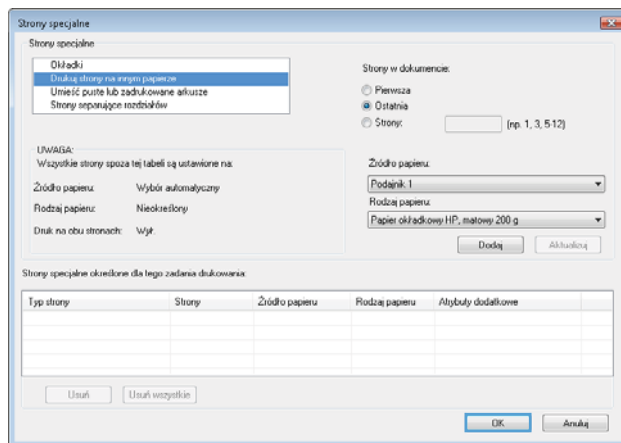 Strony specjalne
Strony specjalne
Okładki
Drukuj strony na innym papierze
Umieść puste lub zadrukowane arkusze
Strony separujące rozdziałów
Strony w dokumencie:
Pierwsza
Ostatnia
Strony: (np. 1, 3, 5-12)
UWAGA:
Wszystkie strony spoza tej tabeli są ustawione na:
Źródło papieru: Wybór automatyczny
Rodzaj papieru: Nieokreślony
Druk na obu stronach: Wył.
Źródło papieru:
Podajnik 1
Rodzaj papieru:
Papier okładkowy HP, matowy 200 g
Dodaj Aktualizuj
Strony specjalne określone dla tego zadania drukowania:
Typ strony Strony Źródło papieru Rodzaj papieru Atrybuty dodatkowe
Usuń Usuń wszystkie
OK Anuluj